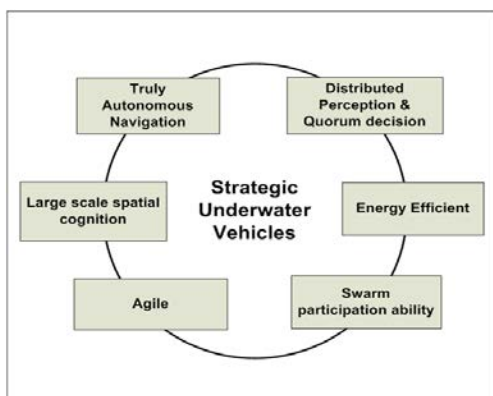 Truly
Autonomous
Navigation
Distributed
Perception &
Quorum decision
Large scale spatial
cognition
Strategic
Underwater
Vehicles
Energy Efficient
Agile
Swarm
participation ability